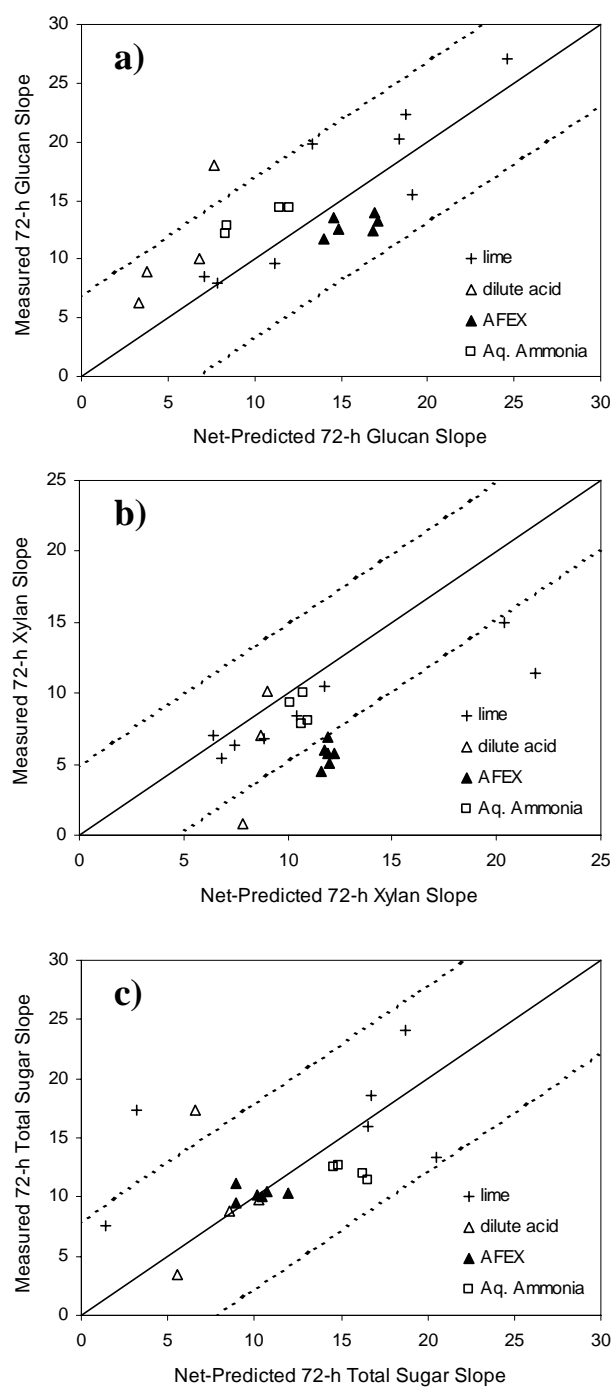 a)
Measured 72-h Glucan Slope
30
25
20
15
10
5
0
lime
dilute acid
AFEX
Aq. Ammonia
0 5 10 15 20 25 30
Net-Predicted 72-h Glucan Slope
b)
Measured 72-h Xylan Slope
25
20
15
10
5
0
lime
dilute acid
AFEX
Aq. Ammonia
0 5 10 15 20 25
Net-Predicted 72-h Xylan Slope
c)
Measured 72-h Total Sugar Slope
30
25
20
15
10
5
0
lime
dilute acid
AFEX
Aq. Ammonia
0 5 10 15 20 25 30
Net-Predicted 72-h Total Sugar Slope